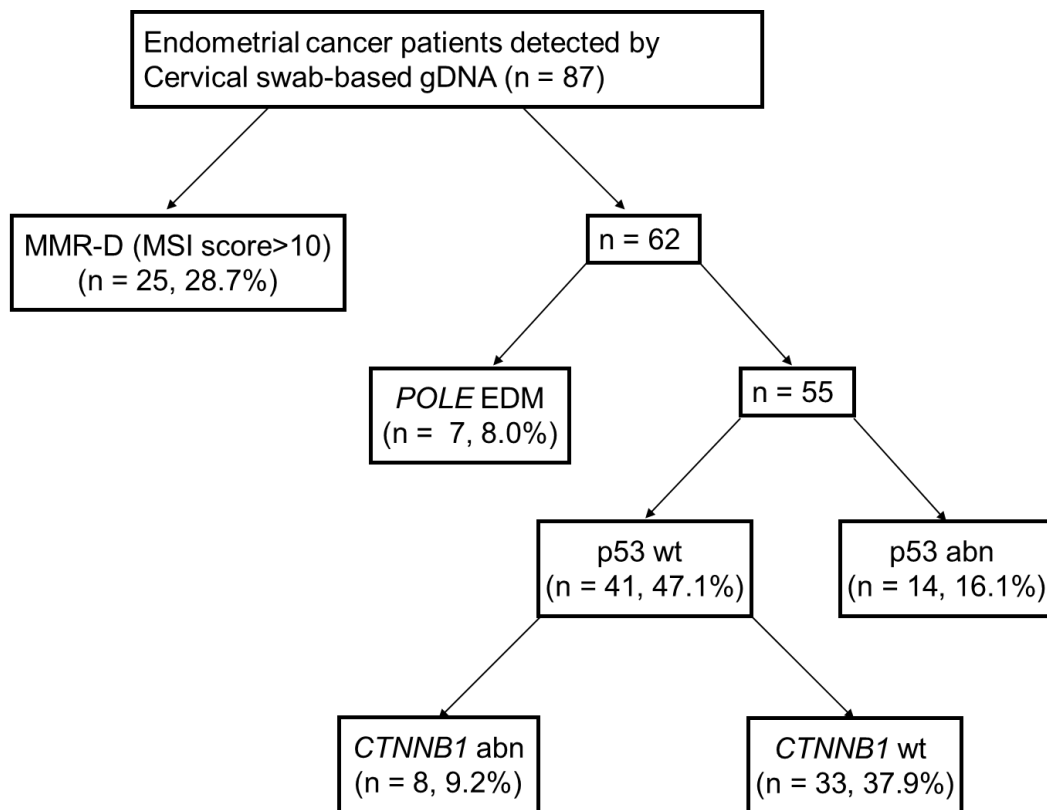 Endometrial cancer patients detected by
Cervical swab-based gDNA (n = 87)
MMR-D (MSI score>10)
(n = 25, 28.7%)
n = 62
POLE EDM
(n =  7, 8.0%)
n = 55
p53 wt
(n = 41, 47.1%)
p53 abn
(n = 14, 16.1%)
CTNNB1 abn
(n = 8, 9.2%)
CTNNB1 wt
(n = 33, 37.9%)